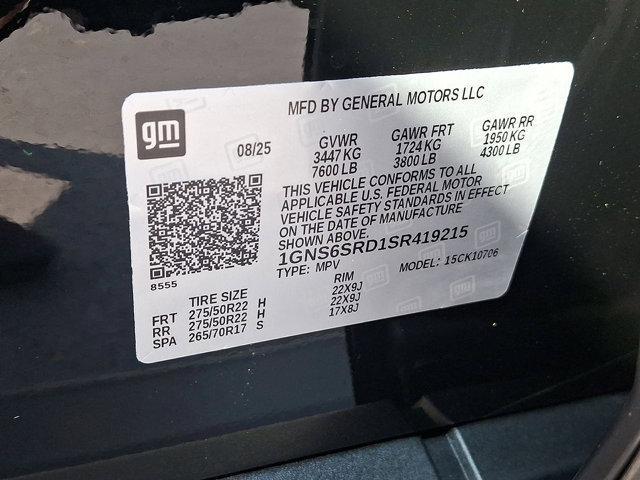 MFD BY GENERAL MOTORS LLC
gm
08/25
GVWR GAWR FRT GAWR RR
3447 KG 1724 KG 1950 KG
7600 LB 3800 LB 4300 LB
THIS VEHICLE CONFORMS TO ALL
APPLICABLE U.S. FEDERAL MOTOR
VEHICLE SAFETY STANDARDS IN EFFECT
ON THE DATE OF MANUFACTURE
SHOWN ABOVE.
1GNS6SRD1SR419215
TYPE: MPV MODEL: 15CK10706
8555
TIRE SIZE RIM
FRT 275/50R22 H 22X9J
RR 275/50R22 H 22X9J
SPA 265/70R17 S 17X8J